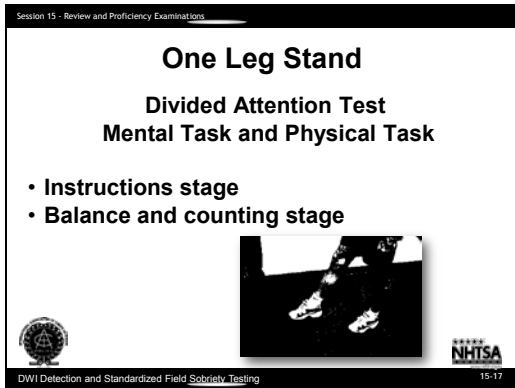 Session 15 - Review and Proficiency Examinations
One Leg Stand
Divided Attention Test
Mental Task and Physical Task
• Instructions stage
• Balance and counting stage
NHTSA
DWI Detection and Standardized Field Sobriety Testing
15-17